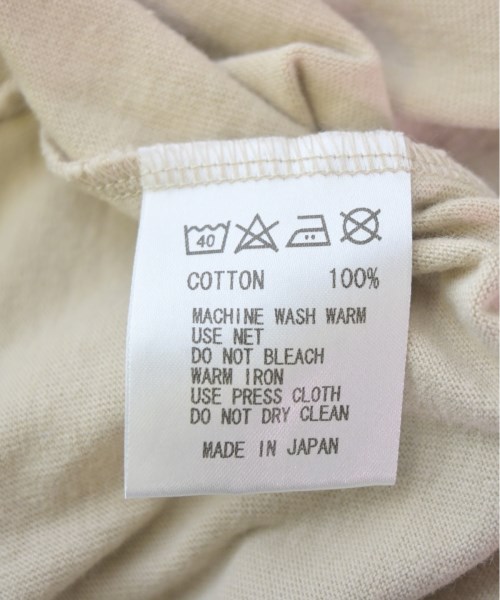 40
COTTON 100%
MACHINE WASH WARM
USE NET
DO NOT BLEACH
WARM IRON
USE PRESS CLOTH
DO NOT DRY CLEAN
MADE IN JAPAN